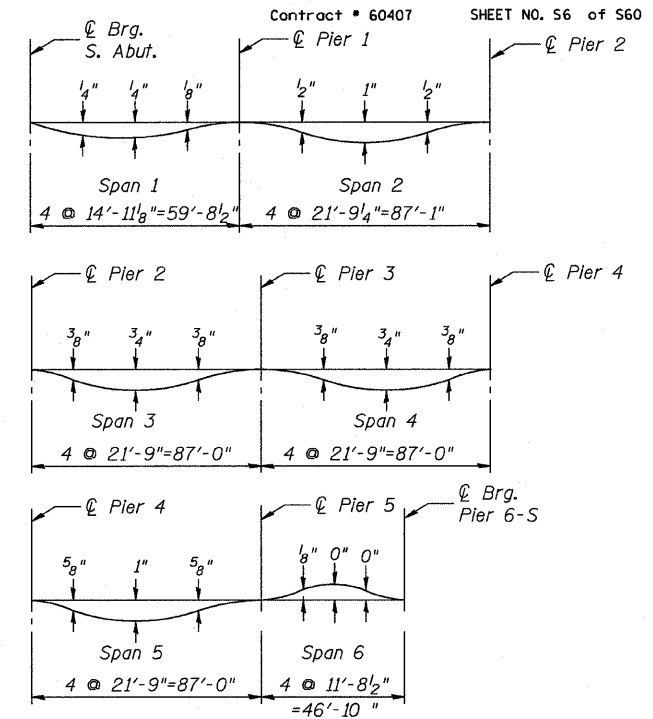 Contract # 60407 SHEET NO. S6 of S60
℄ Brg.
S. Abut.
℄ Pier 1
℄ Pier 2
1/4" 1/4" 1/8" 1/2" 1" 1/2"
Span 1 Span 2
4 @ 14'-11 1/8"=59'-8 1/2" 4 @ 21'-9 1/4"=87'-1"
℄ Pier 2 ℄ Pier 3 ℄ Pier 4
3/8" 3/4" 3/8" 3/8" 3/4" 3/8"
Span 3 Span 4
4 @ 21'-9"=87'-0" 4 @ 21'-9"=87'-0"
℄ Pier 4 ℄ Pier 5 ℄ Brg.
Pier 6-S
5/8" 1" 5/8" 1/8" 0" 0"
Span 5 Span 6
4 @ 21'-9"=87'-0" 4 @ 11'-8 1/2"
=46'-10 "